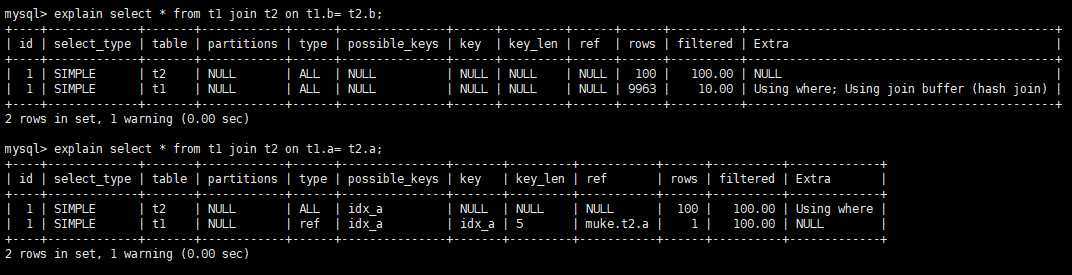 mysql> explain select * from t1 join t2 on t1.b= t2.b;
+----+-------------+-------+------------+------+---------------+------+---------+------+------+----------+--------------------------------------------+
| id | select_type | table | partitions | type | possible_keys | key | key_len | ref | rows | filtered | Extra |
+----+-------------+-------+------------+------+---------------+------+---------+------+------+----------+--------------------------------------------+
| 1 | SIMPLE | t2 | NULL | ALL | NULL | NULL | NULL | NULL | 100 | 100.00 | NULL |
| 1 | SIMPLE | t1 | NULL | ALL | NULL | NULL | NULL | NULL | 9963 | 10.00 | Using where; Using join buffer (hash join) |
+----+-------------+-------+------------+------+---------------+------+---------+------+------+----------+--------------------------------------------+
2 rows in set, 1 warning (0.00 sec)
mysql> explain select * from t1 join t2 on t1.a= t2.a;
+----+-------------+-------+------------+------+---------------+-------+---------+-----------+------+----------+-------------+
| id | select_type | table | partitions | type | possible_keys | key | key_len | ref | rows | filtered | Extra |
+----+-------------+-------+------------+------+---------------+-------+---------+-----------+------+----------+-------------+
| 1 | SIMPLE | t2 | NULL | ALL | idx_a | NULL | NULL | NULL | 100 | 100.00 | Using where |
| 1 | SIMPLE | t1 | NULL | ref | idx_a | idx_a | 5 | muke.t2.a | 1 | 100.00 | NULL |
+----+-------------+-------+------------+------+---------------+-------+---------+-----------+------+----------+-------------+
2 rows in set, 1 warning (0.00 sec)